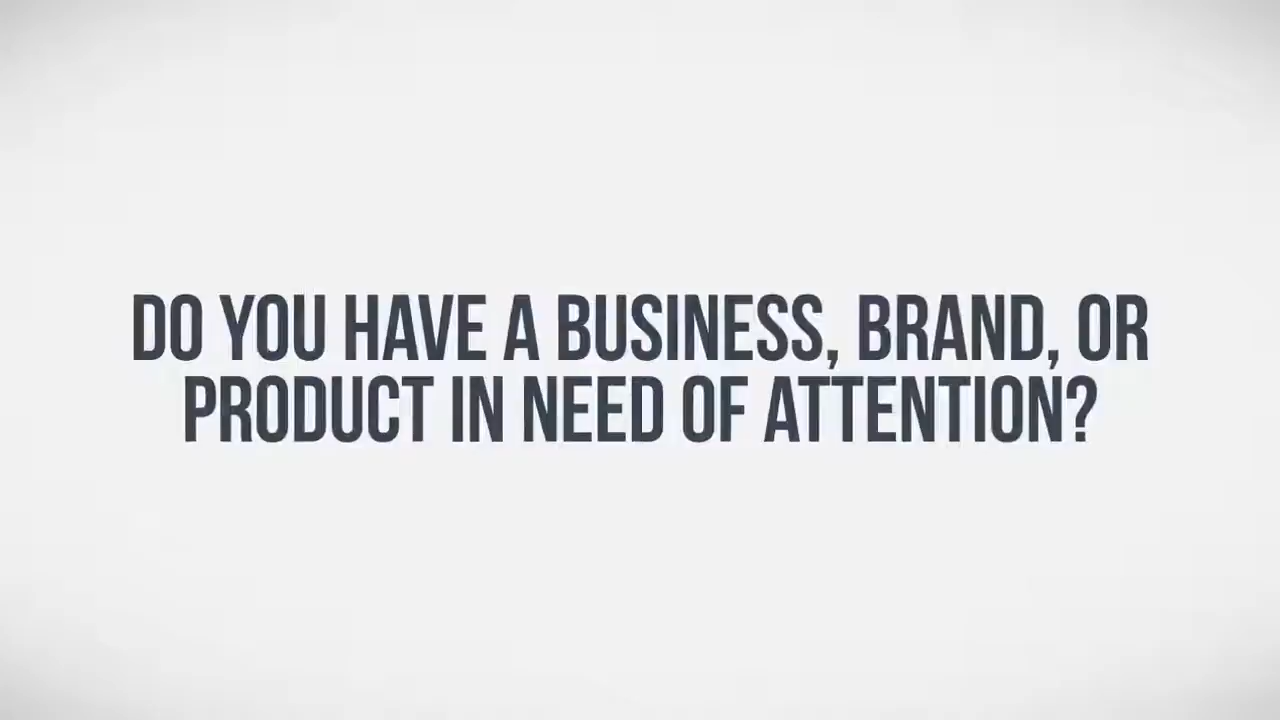 DO YOU HAVE A BUSINESS, BRAND, OR
PRODUCT IN NEED OF ATTENTION?